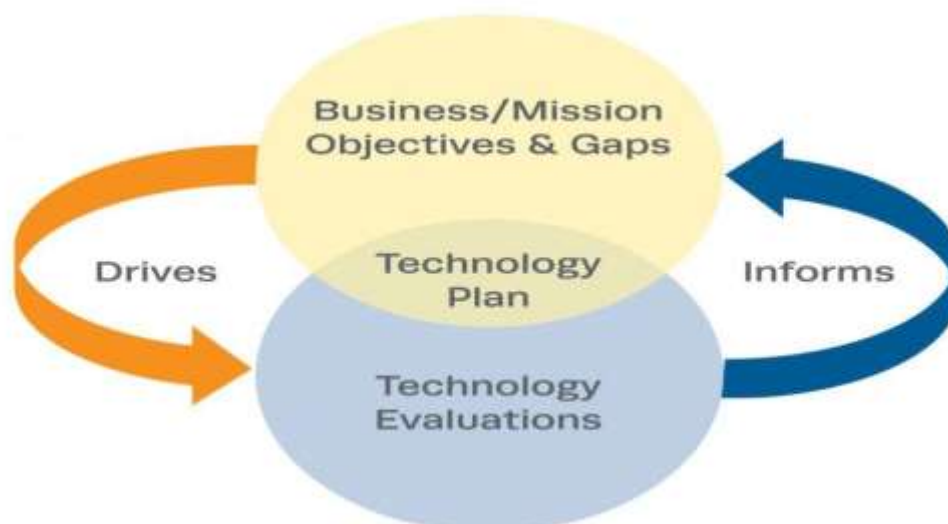 Business/Mission
Objectives & Gaps
Drives
Technology
Plan
Informs
Technology
Evaluations